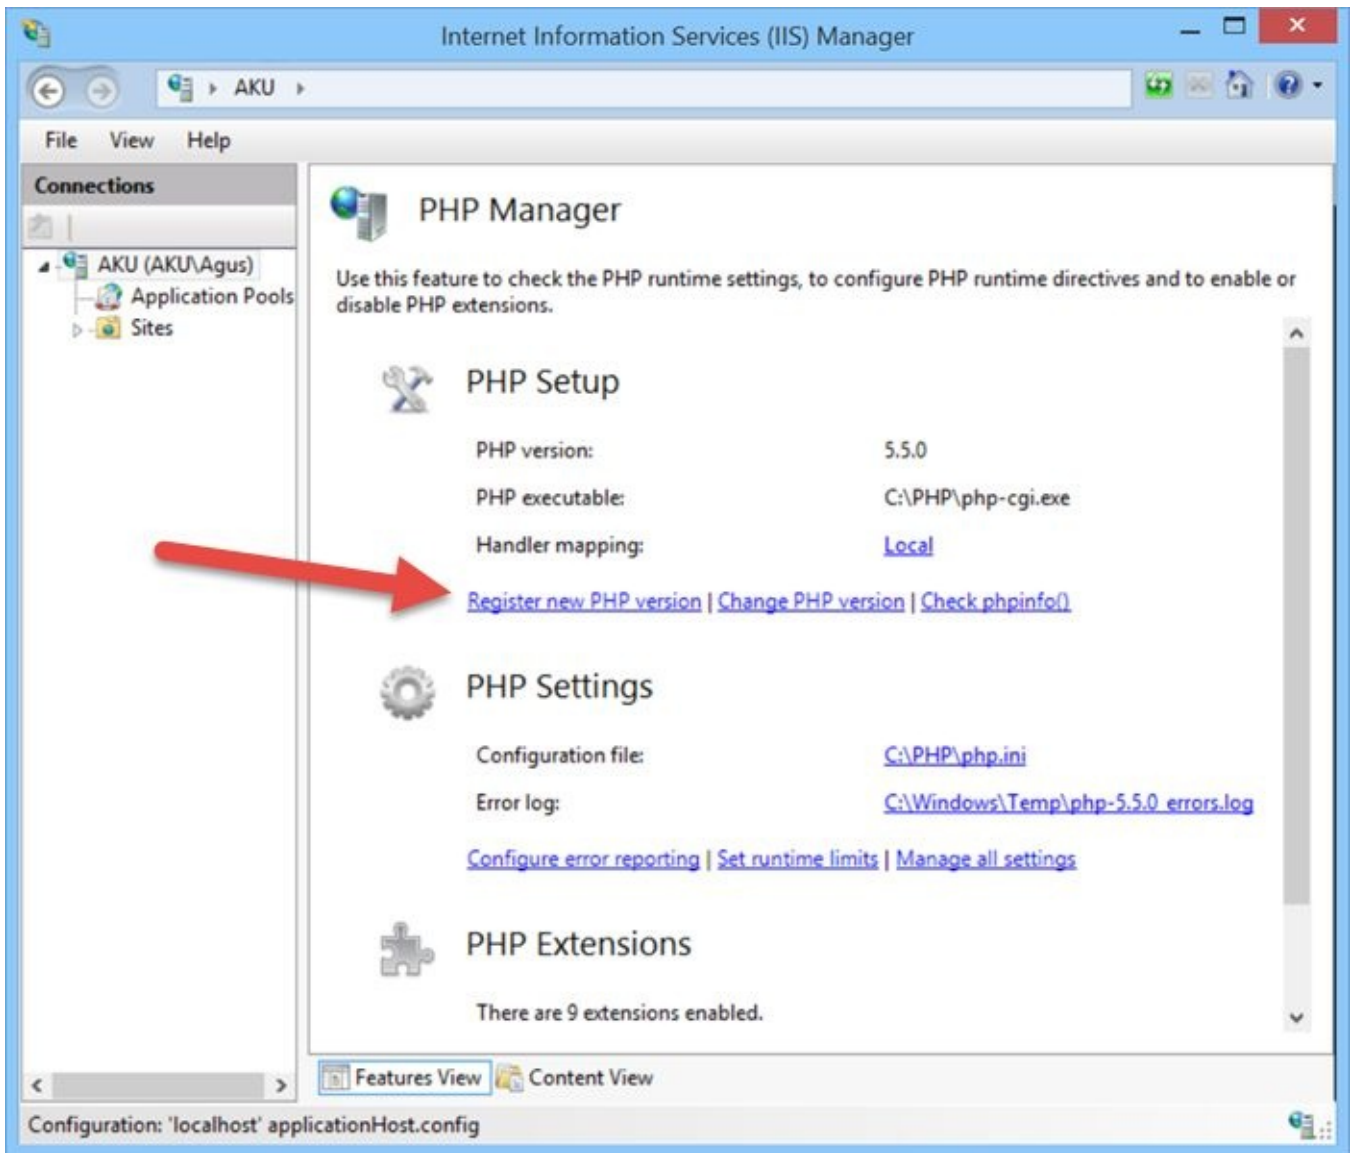 Internet Information Services (IIS) Manager
AKU
File View Help
Connections
AKU (AKU\Agus)
Application Pools
Sites
PHP Manager
Use this feature to check the PHP runtime settings, to configure PHP runtime directives and to enable or
disable PHP extensions.
PHP Setup
PHP version: 5.5.0
PHP executable: C:\PHP\php-cgi.exe
Handler mapping: Local
Register new PHP version | Change PHP version | Check phpinfo()
PHP Settings
Configuration file: C:\PHP\php.ini
Error log: C:\Windows\Temp\php-5.5.0_errors.log
Configure error reporting | Set runtime limits | Manage all settings
PHP Extensions
There are 9 extensions enabled.
Features View Content View
Configuration: 'localhost' applicationHost.config